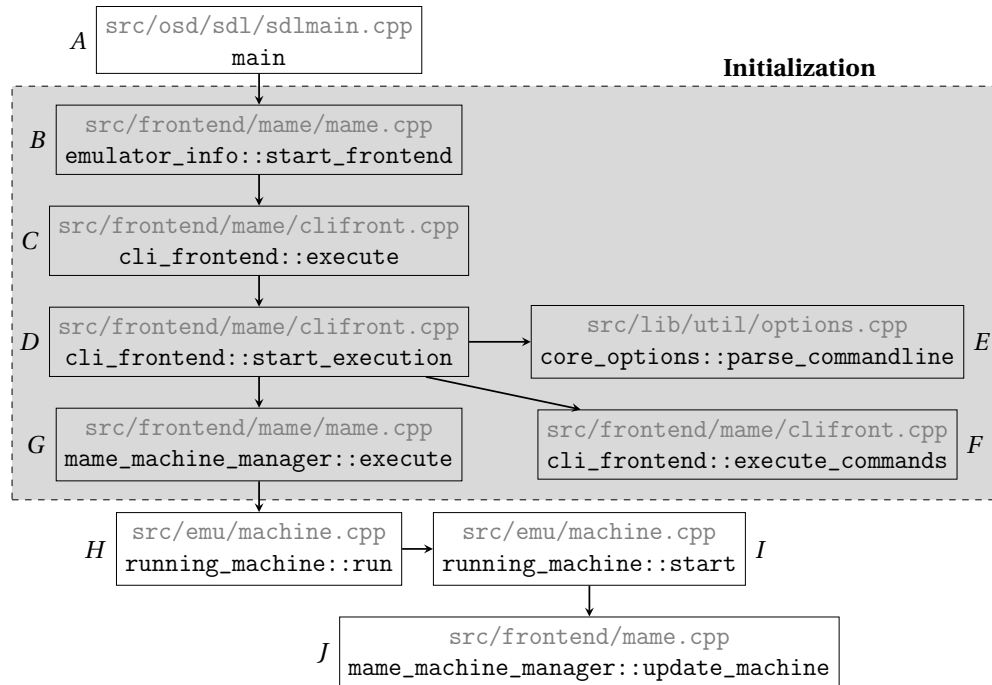 A
src/osd/sdl/sdlmain.cpp
main
Initialization
B
src/frontend/mame/mame.cpp
emulator_info::start_frontend
C
src/frontend/mame/clifront.cpp
cli_frontend::execute
D
src/frontend/mame/clifront.cpp
cli_frontend::start_execution
src/lib/util/options.cpp
core_options::parse_commandline
E
G
src/frontend/mame/mame.cpp
mame_machine_manager::execute
src/frontend/mame/clifront.cpp
cli_frontend::execute_commands
F
H
src/emu/machine.cpp
running_machine::run
src/emu/machine.cpp
running_machine::start
I
J
src/frontend/mame.cpp
mame_machine_manager::update_machine